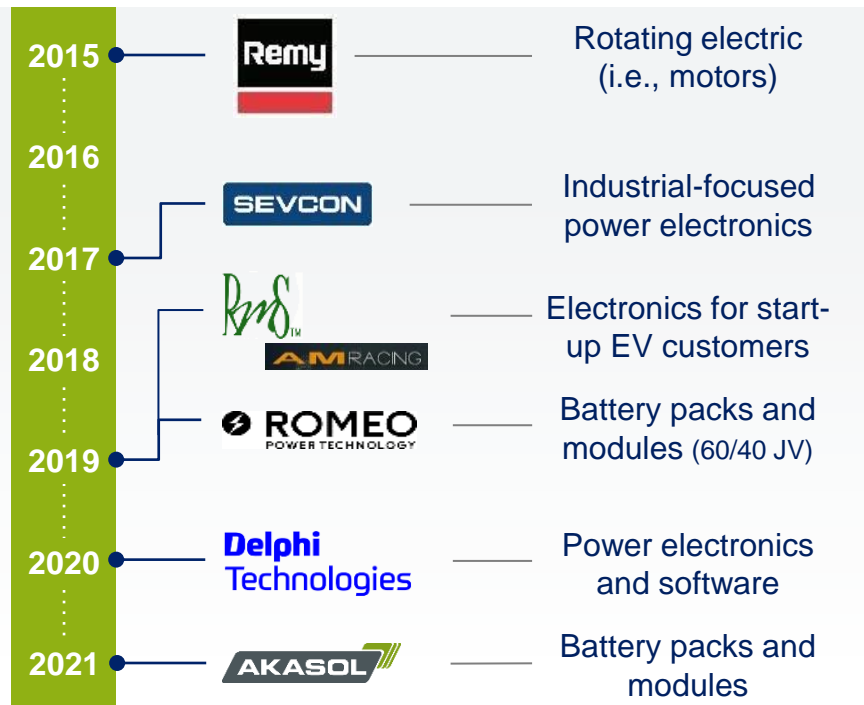 2015
Remy
Rotating electric
(i.e., motors)
2016
SEVCON
Industrial-focused
power electronics
2017
RMS™
AM RACING
Electronics for start-
up EV customers
2018
ROMEO
POWER TECHNOLOGY
Battery packs and
modules (60/40 JV)
2019
Delphi
Technologies
Power electronics
and software
2020
AKASOL
Battery packs and
modules
2021